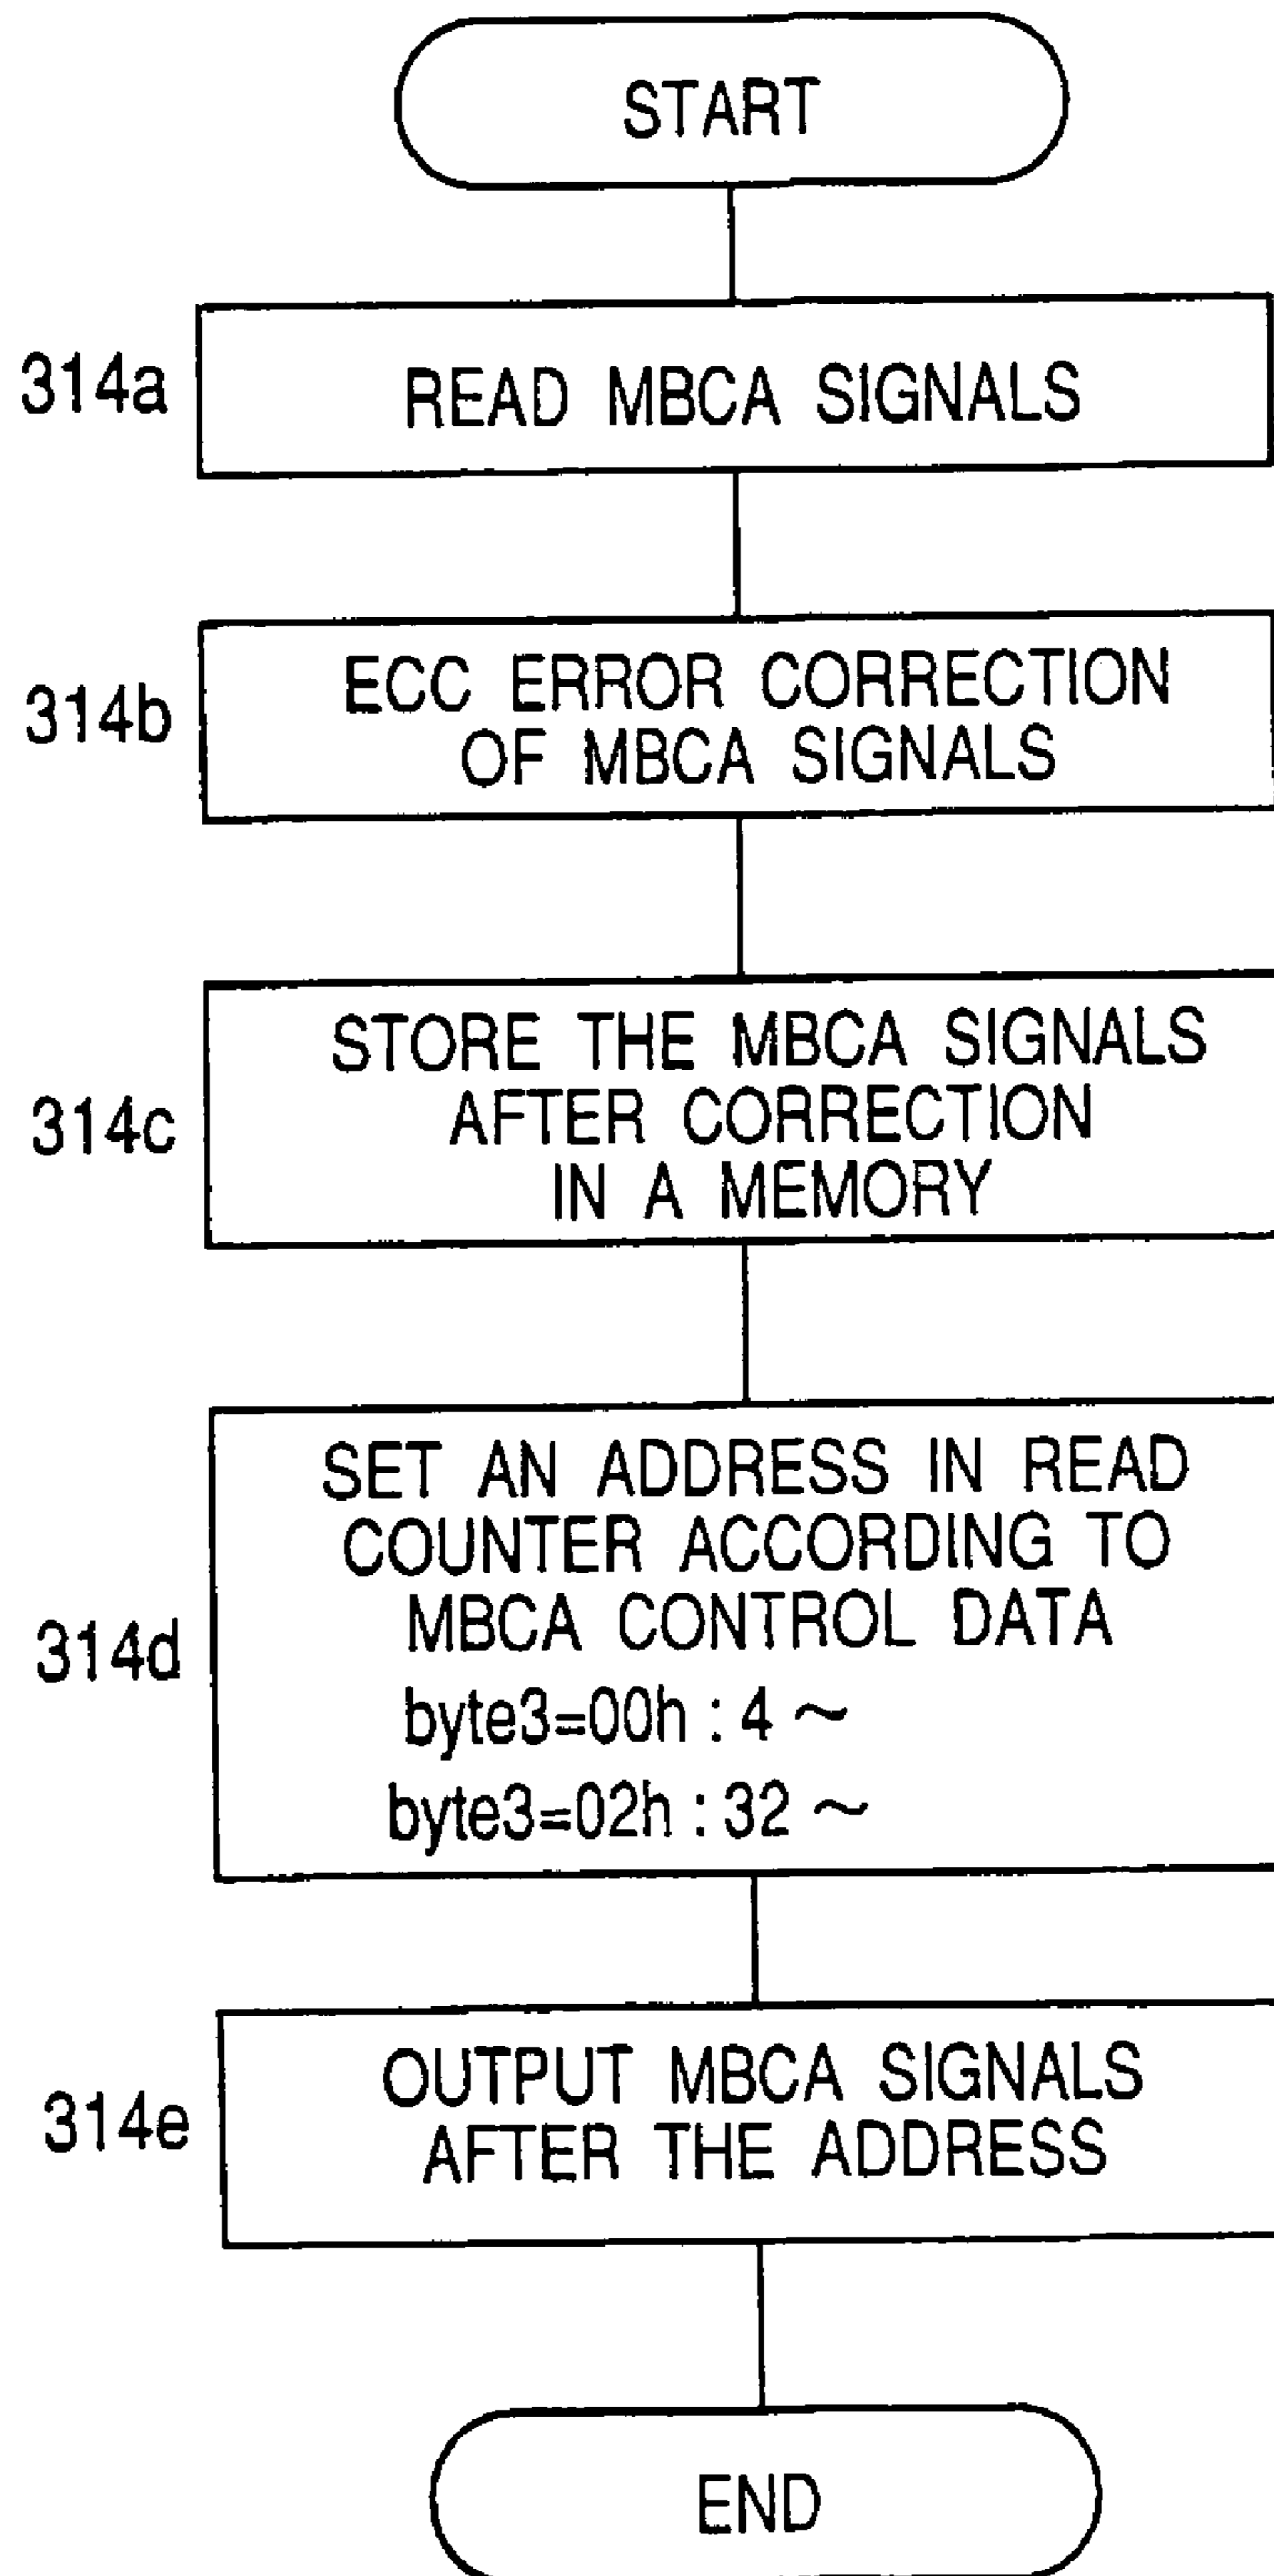 START
314a
READ MBCA SIGNALS
314b
ECC ERROR CORRECTION
OF MBCA SIGNALS
314c
STORE THE MBCA SIGNALS
AFTER CORRECTION
IN A MEMORY
314d
SET AN ADDRESS IN READ
COUNTER ACCORDING TO
MBCA CONTROL DATA
byte3=00h : 4 ~
byte3=02h : 32 ~
314e
OUTPUT MBCA SIGNALS
AFTER THE ADDRESS
END